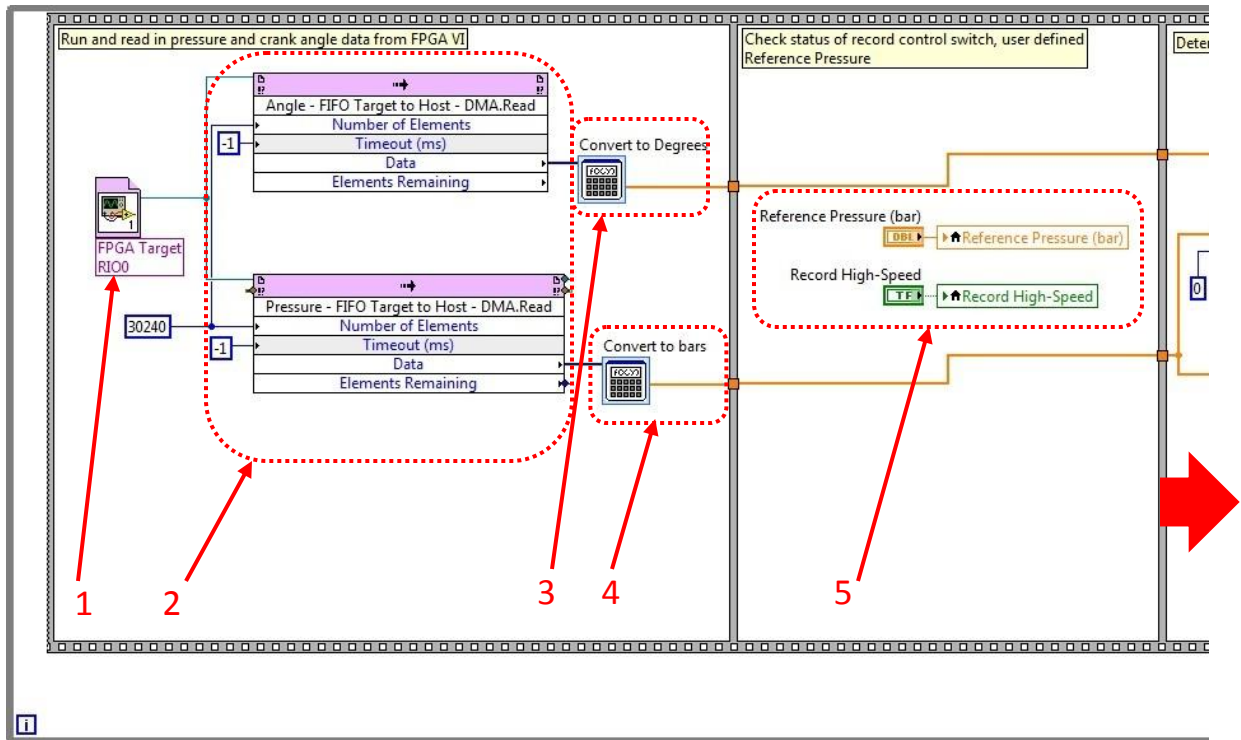 Run and read in pressure and crank angle data from FPGA VI
Angle - FIFO Target to Host - DMA.Read
Number of Elements
-1
Timeout (ms)
Data
Elements Remaining
Convert to Degrees
f(x,y)
1
FPGA Target
RIO0
Pressure - FIFO Target to Host - DMA.Read
30240
Number of Elements
-1
Timeout (ms)
Data
Elements Remaining
Convert to bars
f(x,y)
Check status of record control switch, user defined
Reference Pressure
Reference Pressure (bar)
DBL
Reference Pressure (bar)
Record High-Speed
TF
Record High-Speed
Deter
0
1
2
3
4
5
i